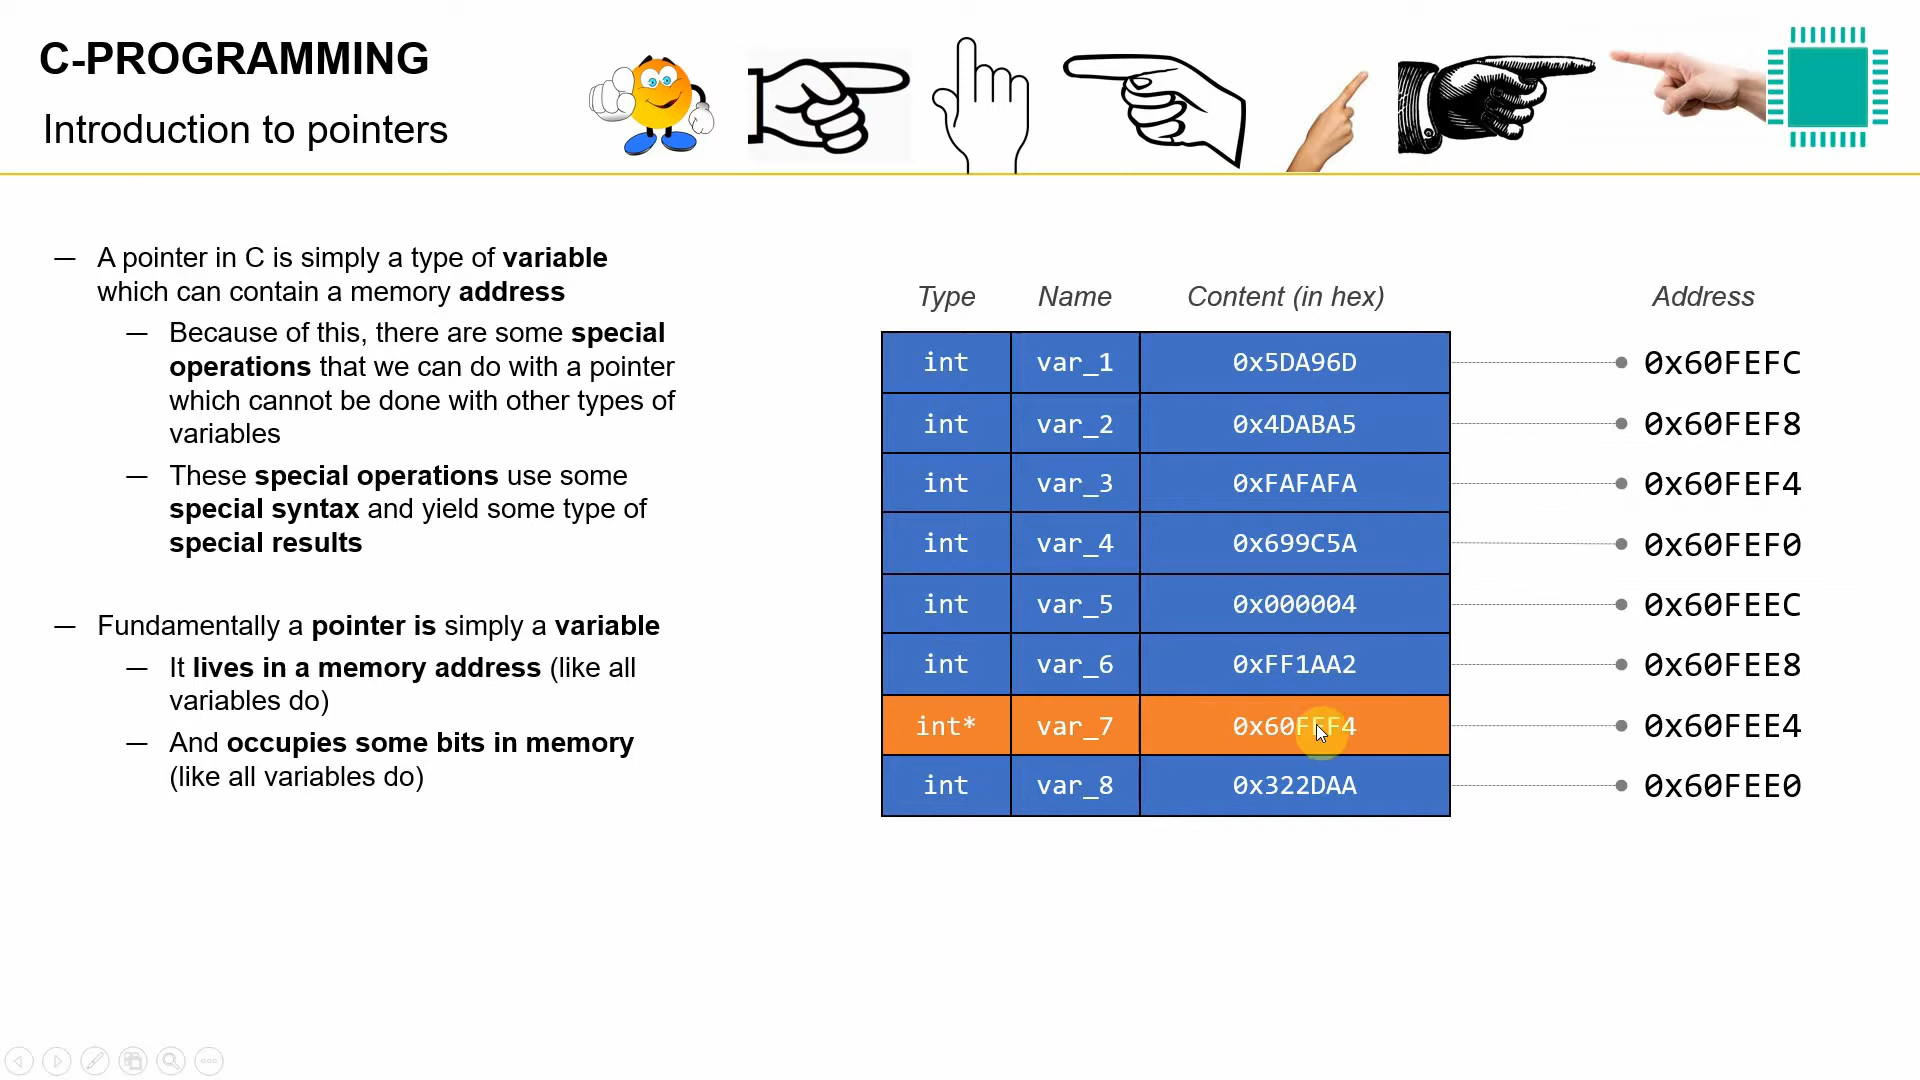 C-PROGRAMMING
Introduction to pointers
— A pointer in C is simply a type of variable
which can contain a memory address
— Because of this, there are some special
operations that we can do with a pointer
which cannot be done with other types of
variables
— These special operations use some
special syntax and yield some type of
special results
— Fundamentally a pointer is simply a variable
— It lives in a memory address (like all
variables do)
— And occupies some bits in memory
(like all variables do)
Type Name Content (in hex) Address
int var_1 0x5DA96D 0x60FEFC
int var_2 0x4DABA5 0x60FEF8
int var_3 0xFAFAFA 0x60FEF4
int var_4 0x699C5A 0x60FEF0
int var_5 0x000004 0x60FEEC
int var_6 0xFF1AA2 0x60FEE8
int* var_7 0x60FEF4 0x60FEE4
int var_8 0x322DAA 0x60FEE0